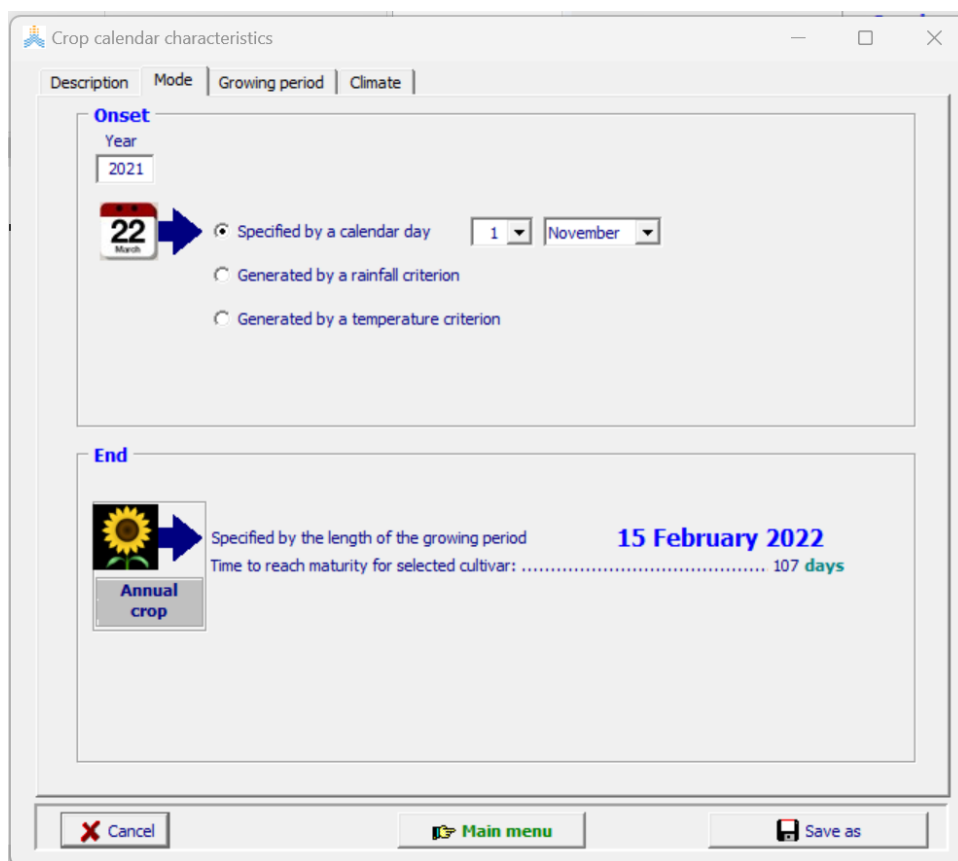 Crop calendar characteristics
Description Mode Growing period Climate
Onset
Year
2021
22
March
Specified by a calendar day 1 November
Generated by a rainfall criterion
Generated by a temperature criterion
End
Specified by the length of the growing period 15 February 2022
Time to reach maturity for selected cultivar: ............................................. 107 days
Annual
crop
Cancel Main menu Save as